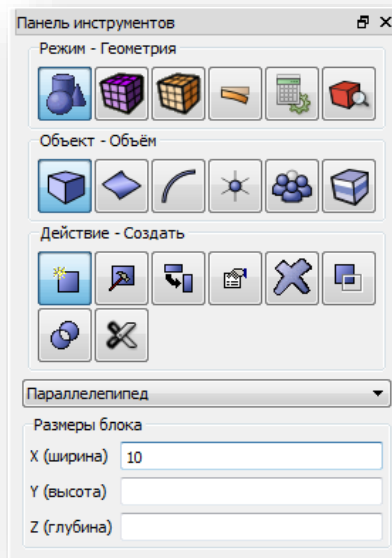 Панель инструментов
Режим - Геометрия
Объект - Объём
Действие - Создать
Параллелепипед
Размеры блока
X (ширина) 10
Y (высота)
Z (глубина)